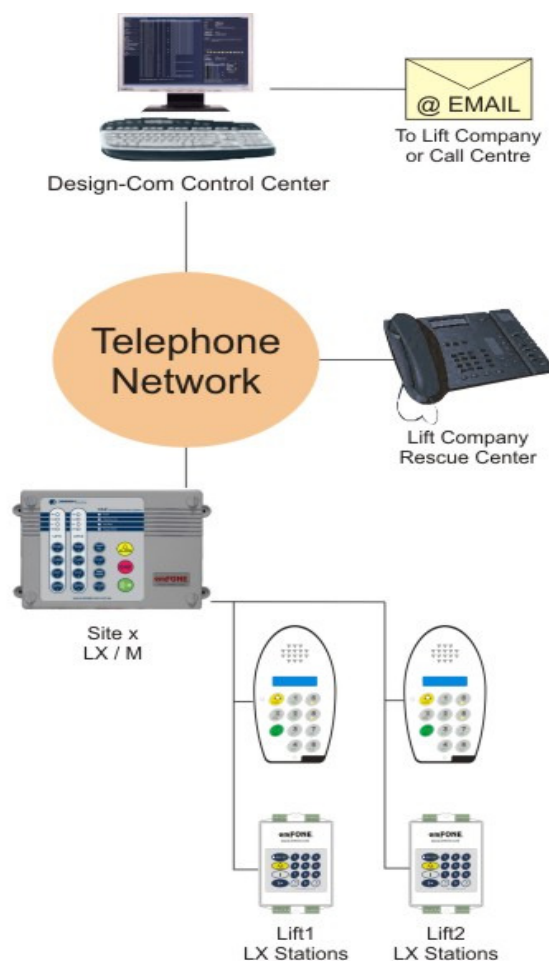 @ EMAIL
To Lift Company
or Call Centre
Design-Com Control Center
Telephone
Network
Lift Company
Rescue Center
Site x
LX / M
Lift1
LX Stations
Lift2
LX Stations